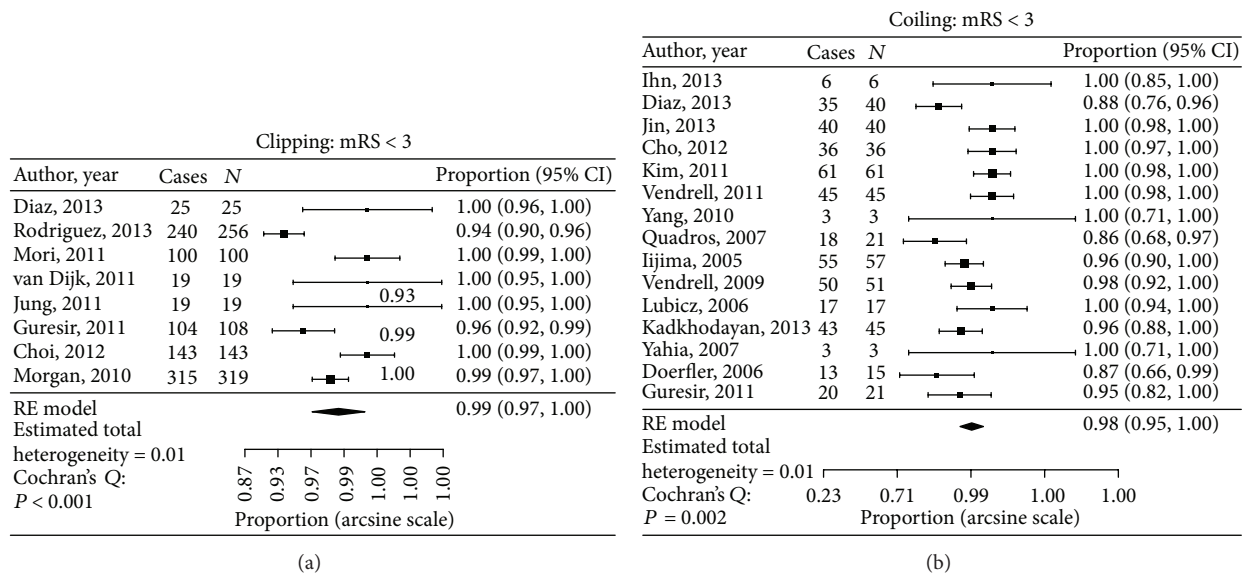 Clipping: mRS < 3
Author, year Cases N Proportion (95% CI)
Diaz, 2013 25 25 1.00 (0.96, 1.00)
Rodriguez, 2013 240 256 0.94 (0.90, 0.96)
Mori, 2011 100 100 1.00 (0.99, 1.00)
van Dijk, 2011 19 19 1.00 (0.95, 1.00)
0.93
Jung, 2011 19 19 1.00 (0.95, 1.00)
Guresir, 2011 104 108 0.96 (0.92, 0.99)
0.99
Choi, 2012 143 143 1.00 (0.99, 1.00)
Morgan, 2010 315 319 1.00 0.99 (0.97, 1.00)
RE model 0.99 (0.97, 1.00)
Estimated total
heterogeneity = 0.01
Cochran's Q:
P < 0.001
0.87 0.93 0.97 0.99 1.00 1.00 1.00
Proportion (arcsine scale)
(a)
Coiling: mRS < 3
Author, year Cases N Proportion (95% CI)
Ihn, 2013 6 6 1.00 (0.85, 1.00)
Diaz, 2013 35 40 0.88 (0.76, 0.96)
Jin, 2013 40 40 1.00 (0.98, 1.00)
Cho, 2012 36 36 1.00 (0.97, 1.00)
Kim, 2011 61 61 1.00 (0.98, 1.00)
Vendrell, 2011 45 45 1.00 (0.98, 1.00)
Yang, 2010 3 3 1.00 (0.71, 1.00)
Quadros, 2007 18 21 0.86 (0.68, 0.97)
Iijima, 2005 55 57 0.96 (0.90, 1.00)
Vendrell, 2009 50 51 0.98 (0.92, 1.00)
Lubicz, 2006 17 17 1.00 (0.94, 1.00)
Kadkhodayan, 2013 43 45 0.96 (0.88, 1.00)
Yahia, 2007 3 3 1.00 (0.71, 1.00)
Doerfler, 2006 13 15 0.87 (0.66, 0.99)
Guresir, 2011 20 21 0.95 (0.82, 1.00)
RE model 0.98 (0.95, 1.00)
Estimated total
heterogeneity = 0.01
Cochran's Q:
P = 0.002
0.23 0.71 0.99 1.00 1.00
Proportion (arcsine scale)
(b)